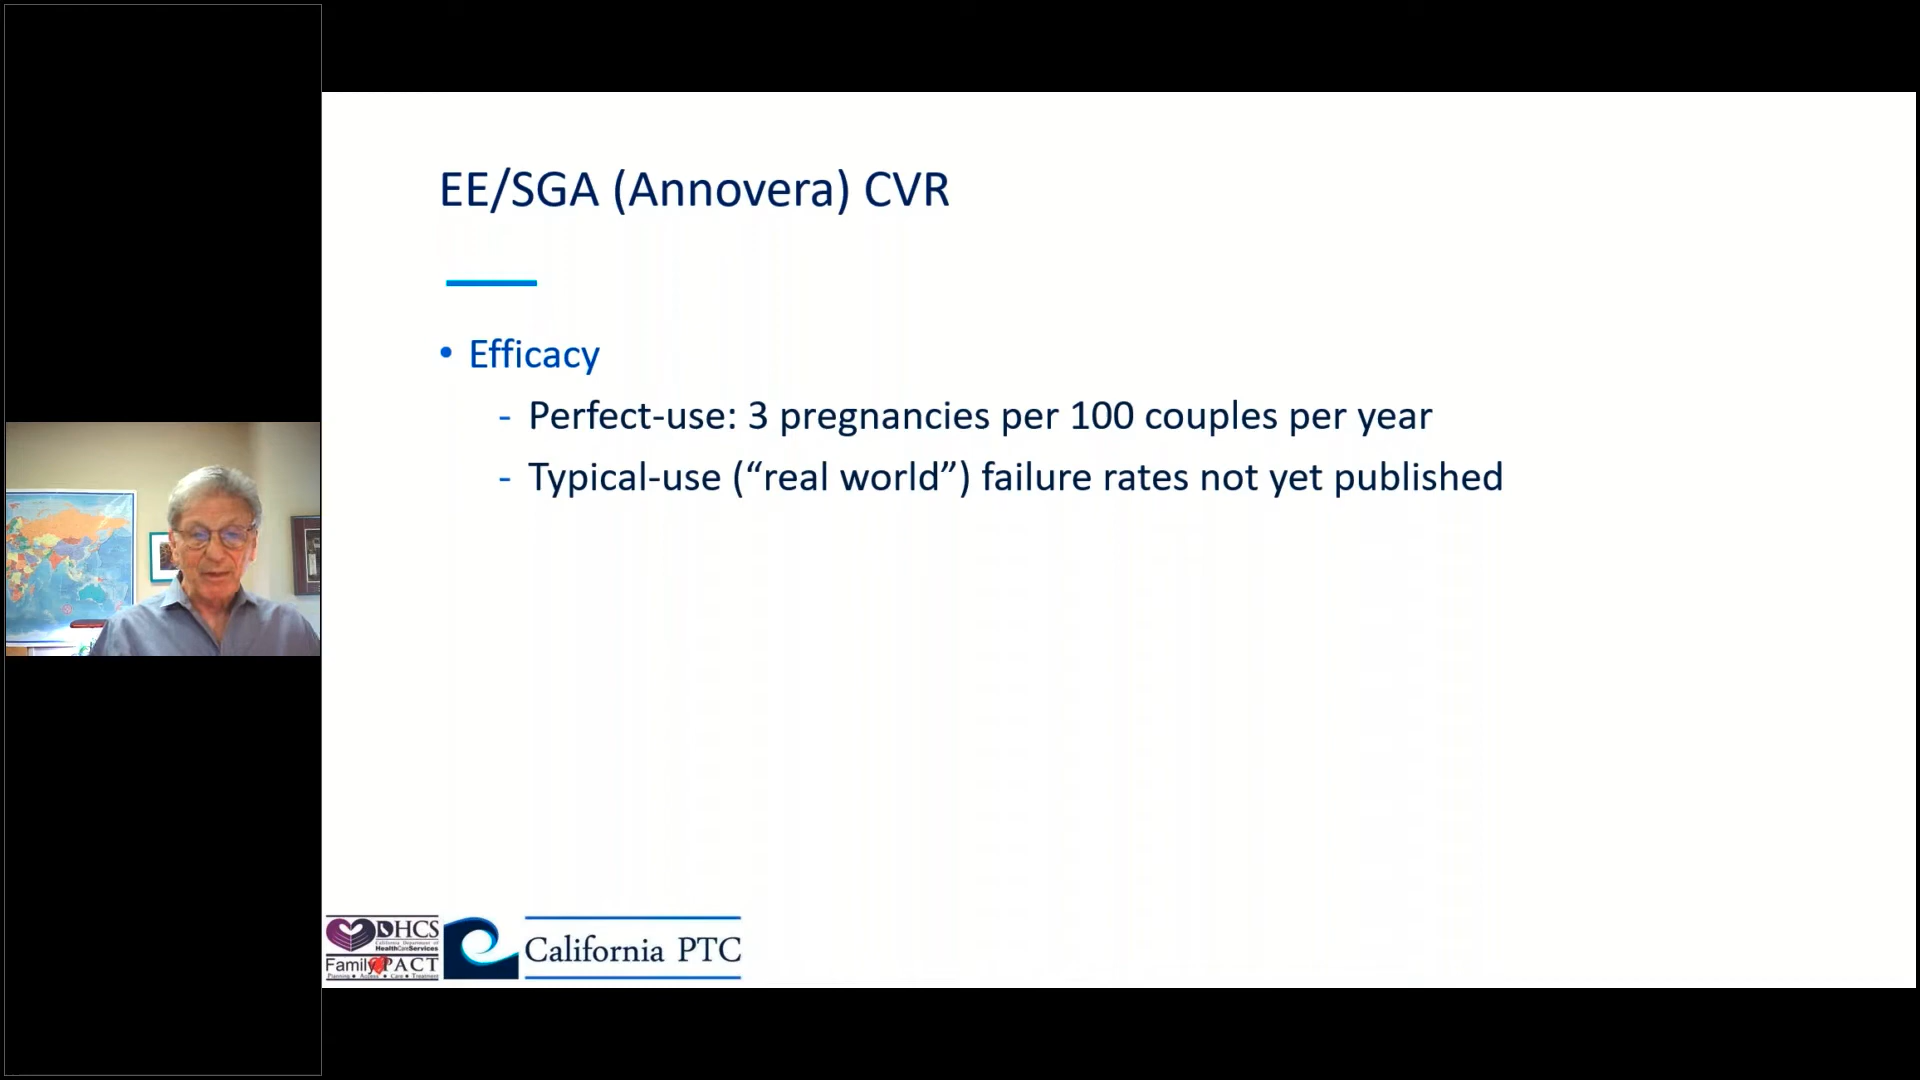 EE/SGA (Annovera) CVR
• Efficacy
- Perfect-use: 3 pregnancies per 100 couples per year
- Typical-use (“real world”) failure rates not yet published
DHCS
California Department of
HealthCareServices
FamilyPACT
Planning • Access • Care • Treatment
California PTC